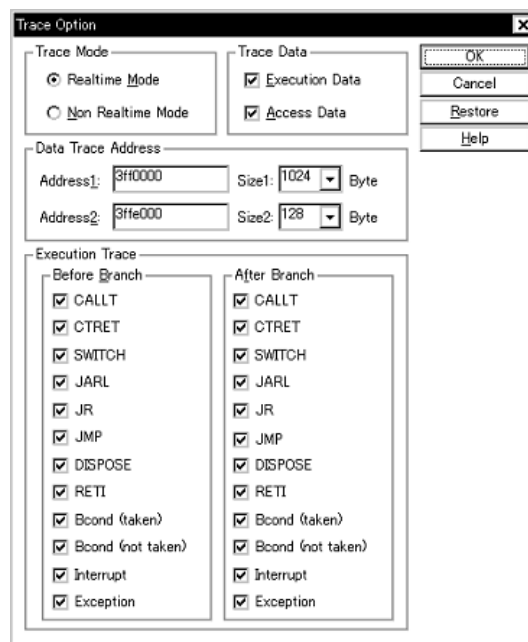 Trace Option
Trace Mode
Realtime Mode
Non Realtime Mode
Trace Data
Execution Data
Access Data
OK
Cancel
Restore
Help
Data Trace Address
Address1: 3ff0000 Size1: 1024 Byte
Address2: 3ffe000 Size2: 128 Byte
Execution Trace
Before Branch
CALLT
CTRET
SWITCH
JARL
JR
JMP
DISPOSE
RETI
Bcond (taken)
Bcond (not taken)
Interrupt
Exception
After Branch
CALLT
CTRET
SWITCH
JARL
JR
JMP
DISPOSE
RETI
Bcond (taken)
Bcond (not taken)
Interrupt
Exception